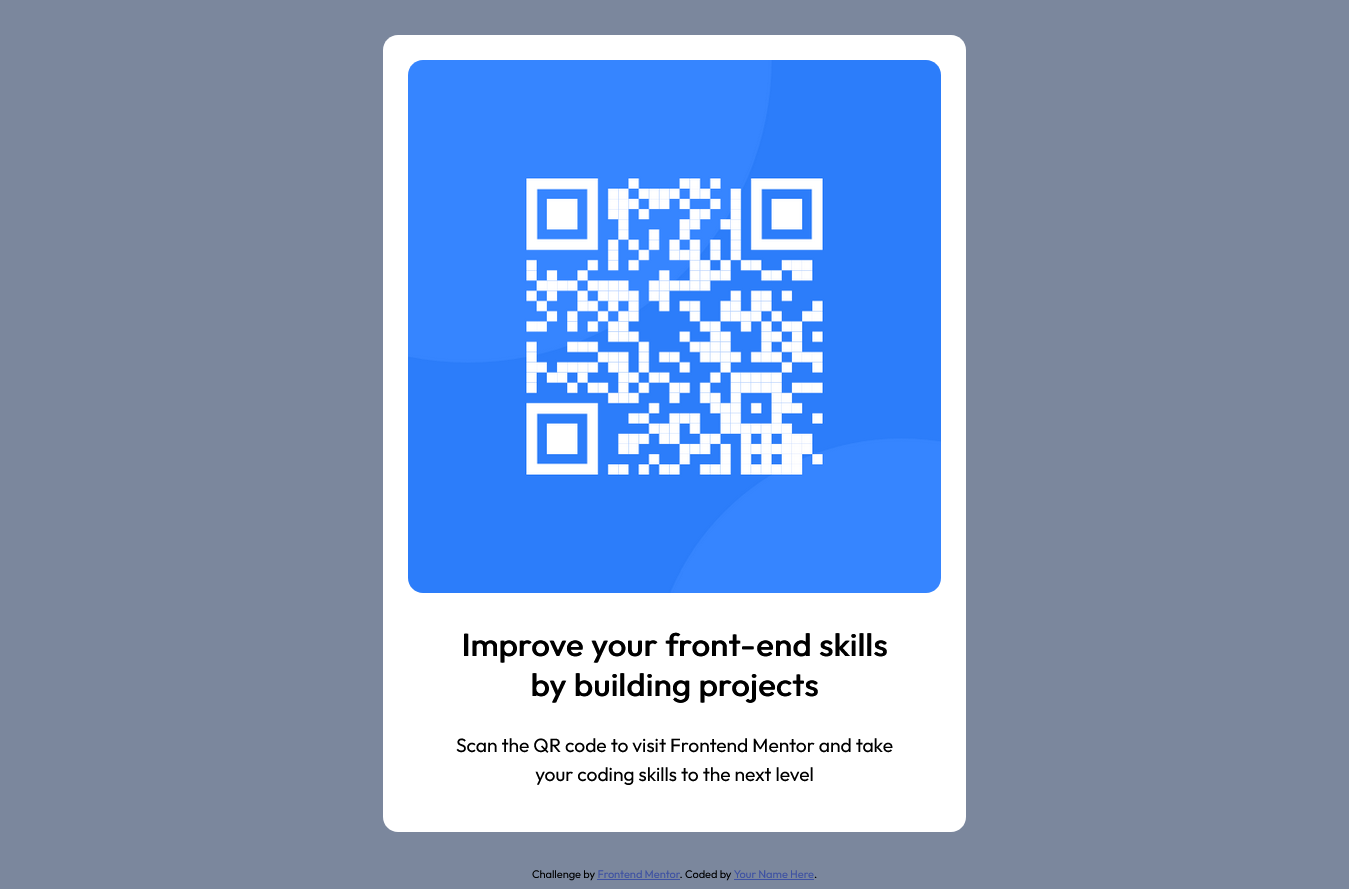 Improve your front-end skills
by building projects
Scan the QR code to visit Frontend Mentor and take
your coding skills to the next level
Challenge by Frontend Mentor. Coded by Your Name Here.